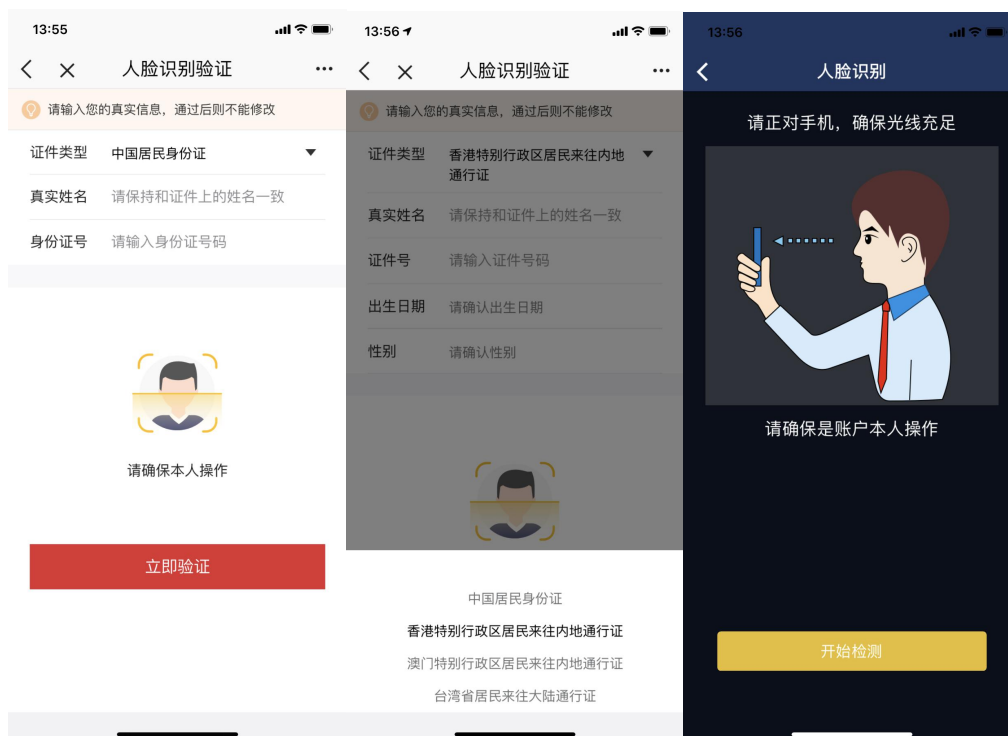 13:55
人脸识别验证
请输入您的真实信息，通过后则不能修改
证件类型 中国居民身份证
真实姓名 请保持和证件上的姓名一致
身份证号 请输入身份证号码
请确保本人操作
立即验证
13:56
人脸识别验证
请输入您的真实信息，通过后则不能修改
证件类型 香港特别行政区居民来往内地
通行证
真实姓名 请保持和证件上的姓名一致
证件号 请输入证件号码
出生日期 请确认出生日期
性别 请确认性别
中国居民身份证
香港特别行政区居民来往内地通行证
澳门特别行政区居民来往内地通行证
台湾省居民来往大陆通行证
13:56
人脸识别
请正对手机，确保光线充足
请确保是账户本人操作
开始检测